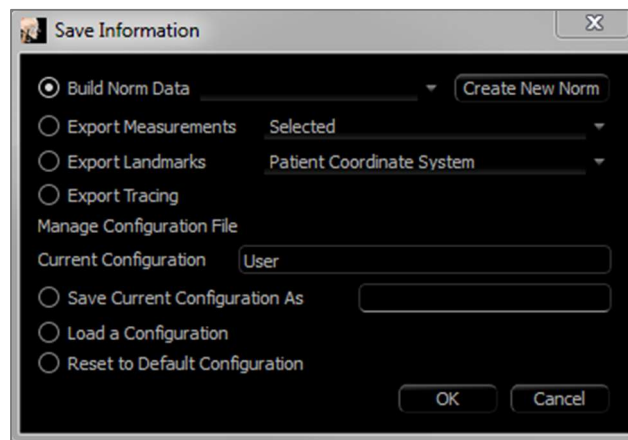 Save Information
Build Norm Data Create New Norm
Export Measurements Selected
Export Landmarks Patient Coordinate System
Export Tracing
Manage Configuration File
Current Configuration User
Save Current Configuration As
Load a Configuration
Reset to Default Configuration
OK Cancel